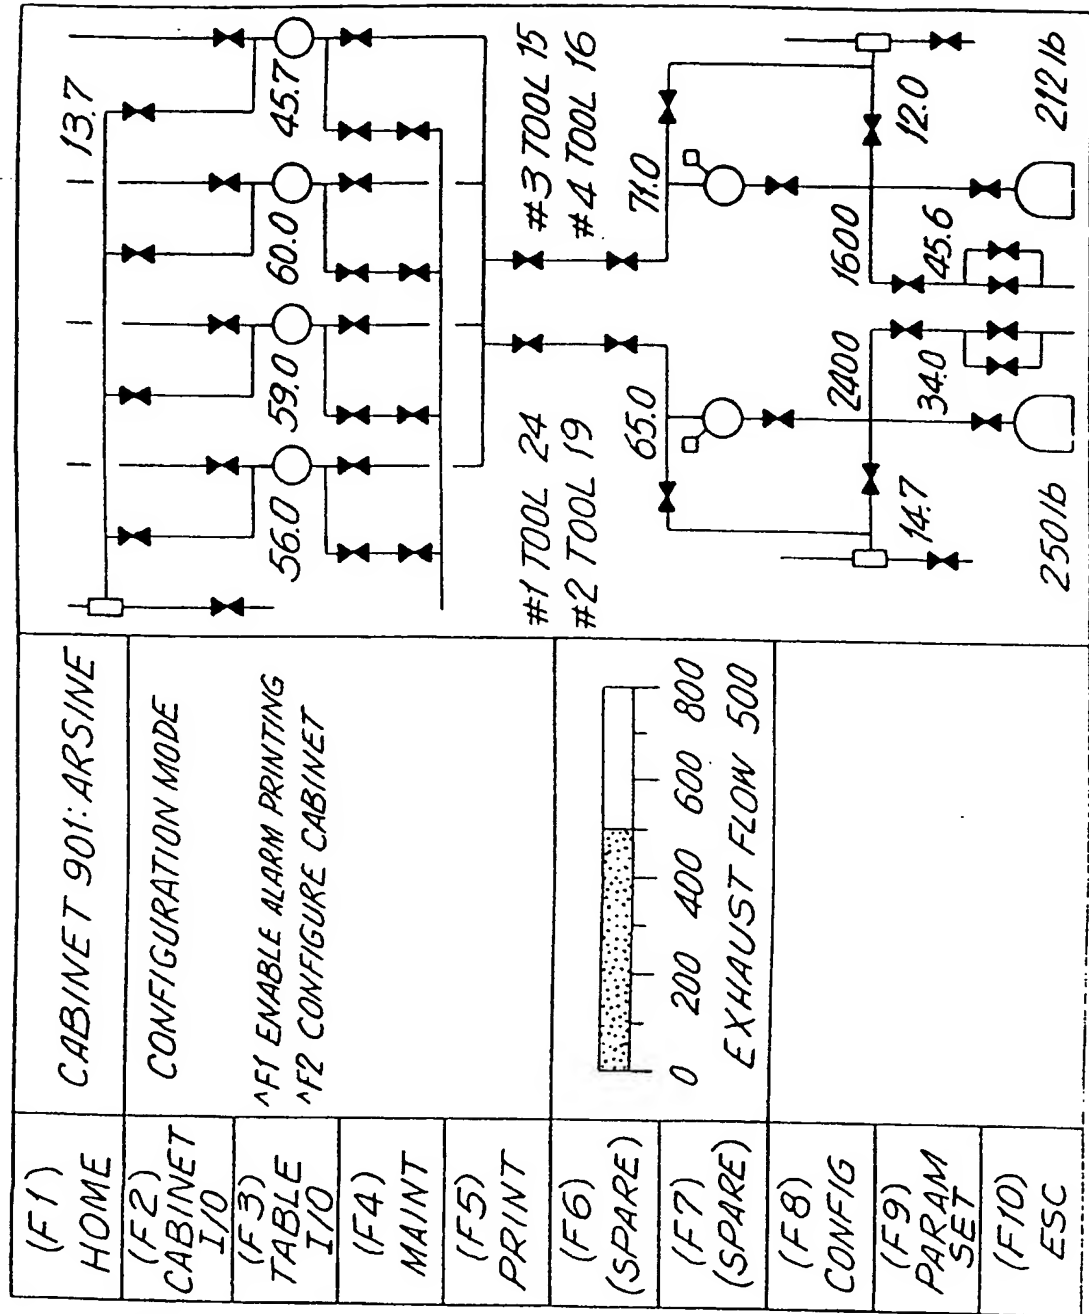 (F1)
HOME
(F2)
CABINET
I/O
(F3)
TABLE
I/O
(F4)
MAINT
(F5)
PRINT
(F6)
(SPARE)
(F7)
(SPARE)
(F8)
CONFIG
(F9)
PARAM
SET
(F10)
ESC
CABINET 901: ARSINE
CONFIGURATION MODE
^F1 ENABLE ALARM PRINTING
^F2 CONFIGURE CABINET
0 200 400 600 800
EXHAUST FLOW 500
13.7
56.0 59.0 60.0 45.7
#1 TOOL 24 #3 TOOL 15
#2 TOOL 19 #4 TOOL 16
65.0 71.0
2400 1600
14.7 34.0 45.6 12.0
250 lb 212 lb